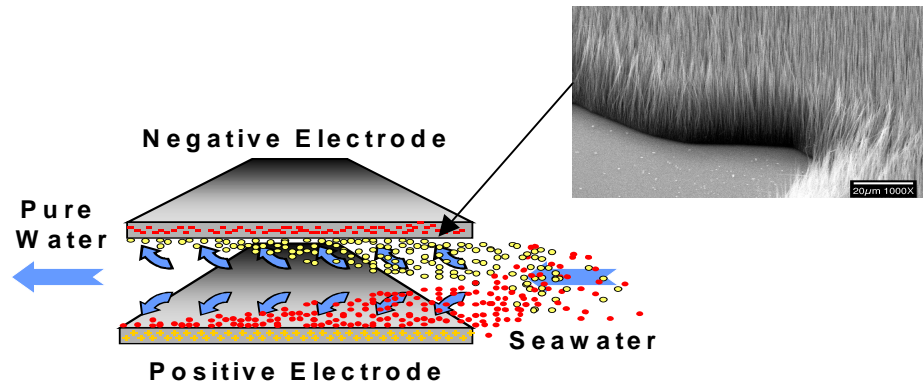 Negative Electrode
Pure
Water
Seawater
Positive Electrode
20µm 1000X